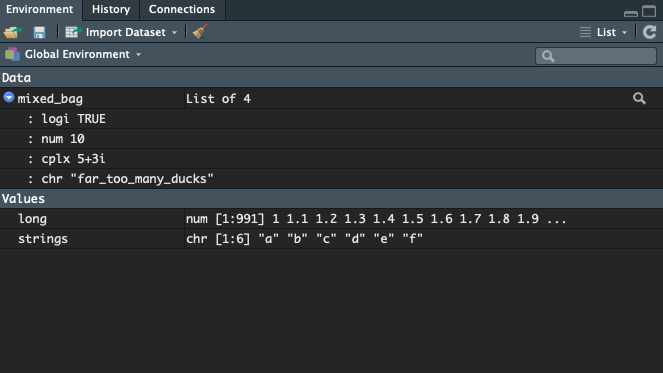 Environment History Connections
Import Dataset List
Global Environment
Data
mixed_bag List of 4
: logi TRUE
: num 10
: cplx 5+3i
: chr "far_too_many_ducks"
Values
long num [1:991] 1 1.1 1.2 1.3 1.4 1.5 1.6 1.7 1.8 1.9 ...
strings chr [1:6] "a" "b" "c" "d" "e" "f"